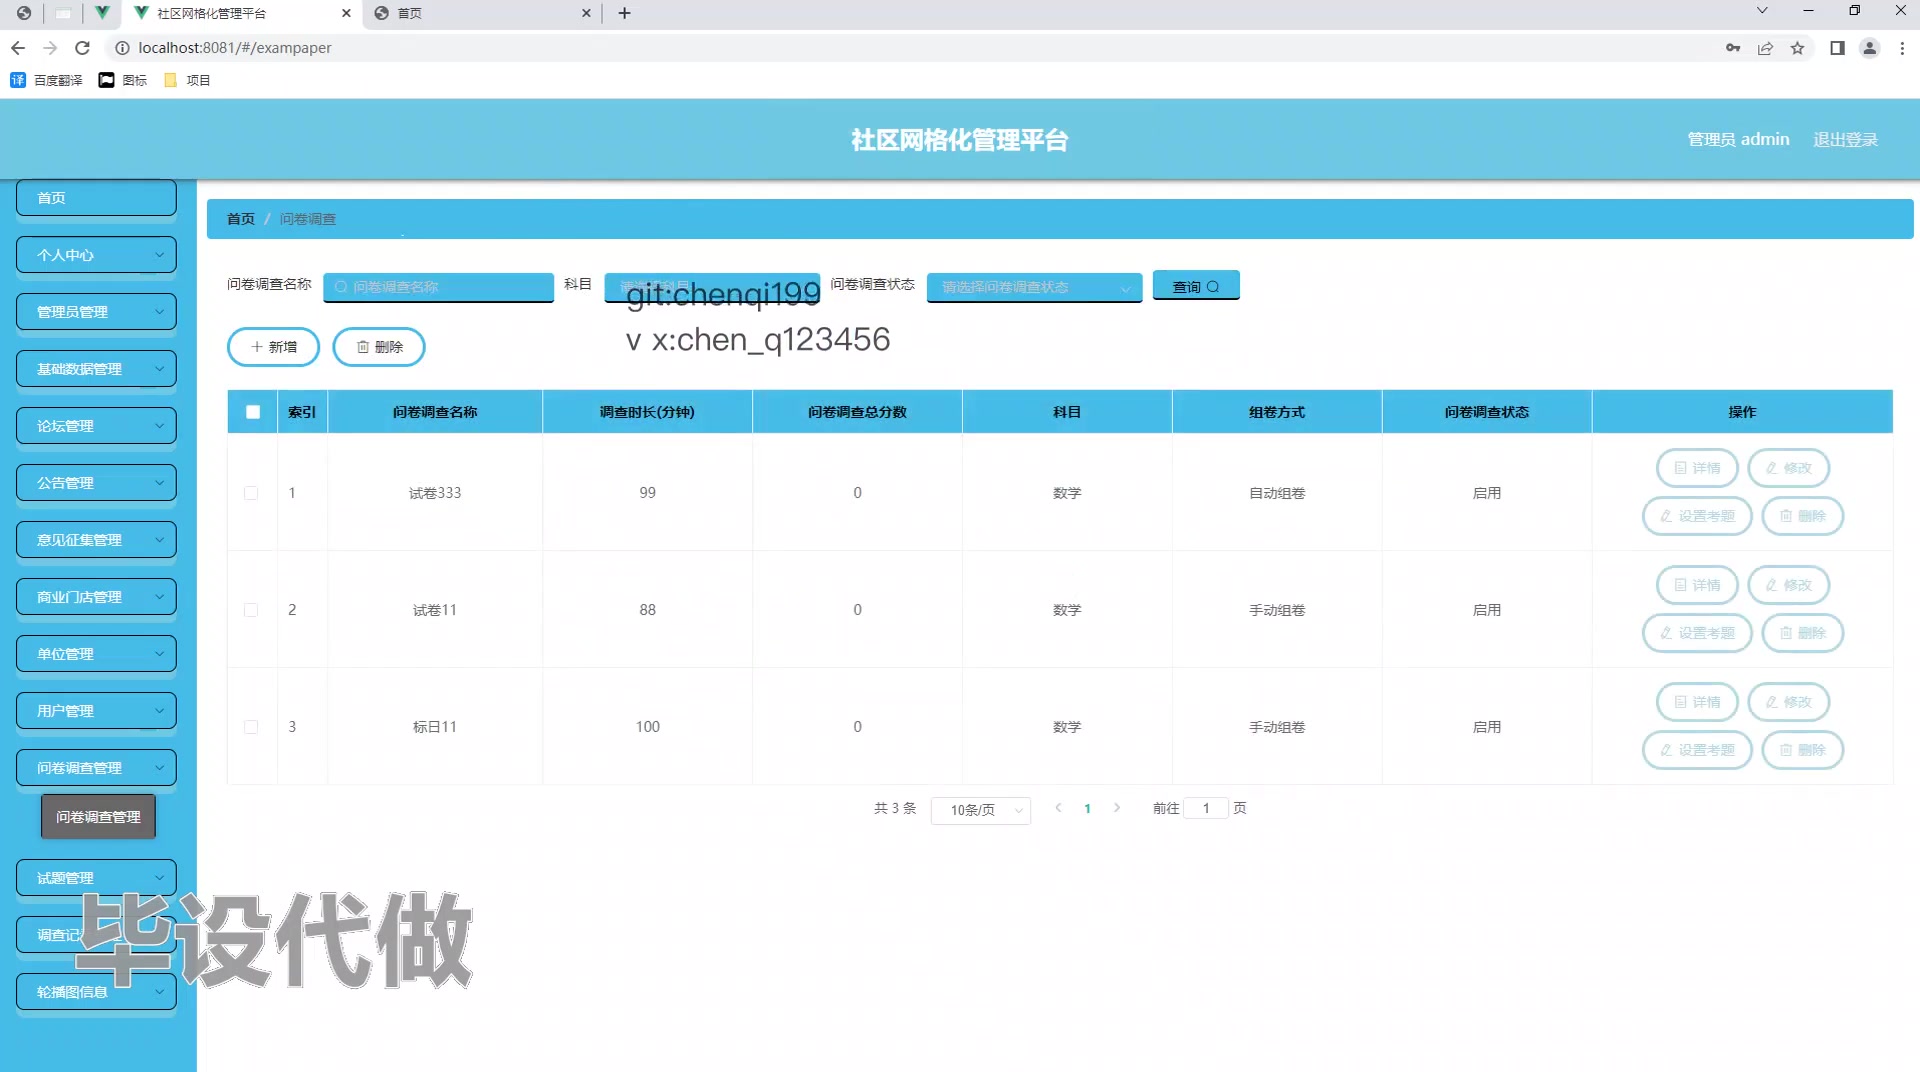 社区网格化管理平台
首页
localhost:8081/#/exampaper
百度翻译
图标
项目
社区网格化管理平台
管理员 admin
退出登录
首页
个人中心
管理员管理
基础数据管理
论坛管理
公告管理
意见征集管理
商业门店管理
单位管理
用户管理
问卷调查管理
问卷调查管理
试题管理
调查记
轮播图信息
首页 / 问卷调查
问卷调查名称 问卷调查名称 科目 问卷调查状态 请选择问卷调查状态 查询
git:chenqi199
v x:chen_q123456
新增 删除
索引 问卷调查名称 调查时长(分钟) 问卷调查总分数 科目 组卷方式 问卷调查状态 操作
1 试卷333 99 0 数学 自动组卷 启用 详情 修改
设置考题 删除
2 试卷11 88 0 数学 手动组卷 启用 详情 修改
设置考题 删除
3 标日11 100 0 数学 手动组卷 启用 详情 修改
设置考题 删除
共 3 条 10条/页 1 前往 1 页
毕设代做